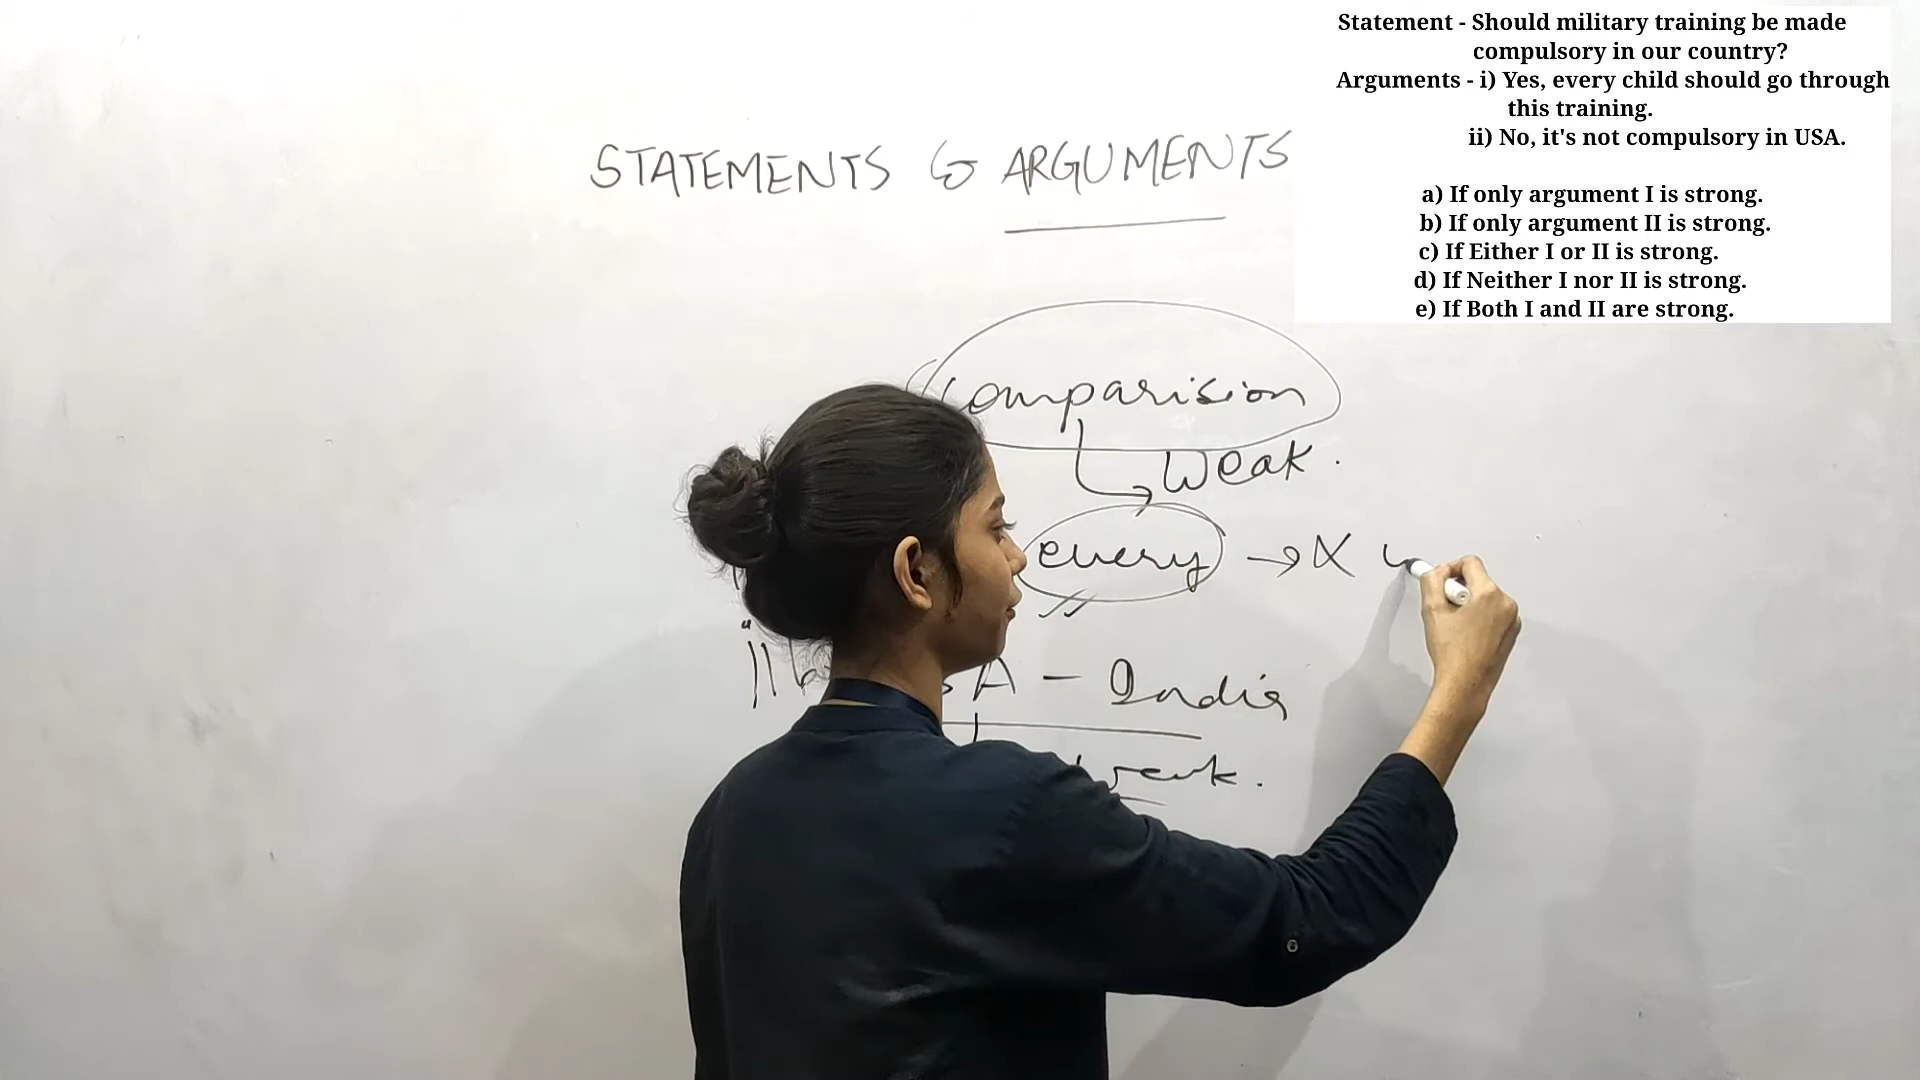 Statement - Should military training be made
compulsory in our country?
Arguments - i) Yes, every child should go through
this training.
ii) No, it's not compulsory in USA.
a) If only argument I is strong.
b) If only argument II is strong.
c) If Either I or II is strong.
d) If Neither I nor II is strong.
e) If Both I and II are strong.
STATEMENTS & ARGUMENTS
comparision
Weak.
every → X
A - India
weak.